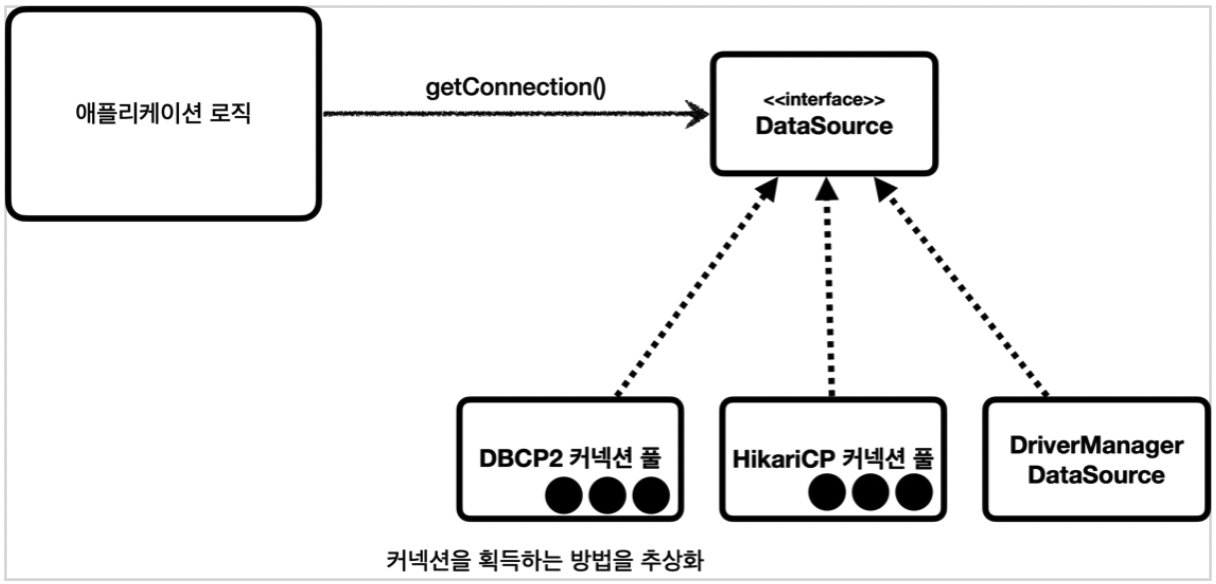 애플리케이션 로직
getConnection()
<<interface>>
DataSource
DBCP2 커넥션 풀
HikariCP 커넥션 풀
DriverManager
DataSource
커넥션을 획득하는 방법을 추상화